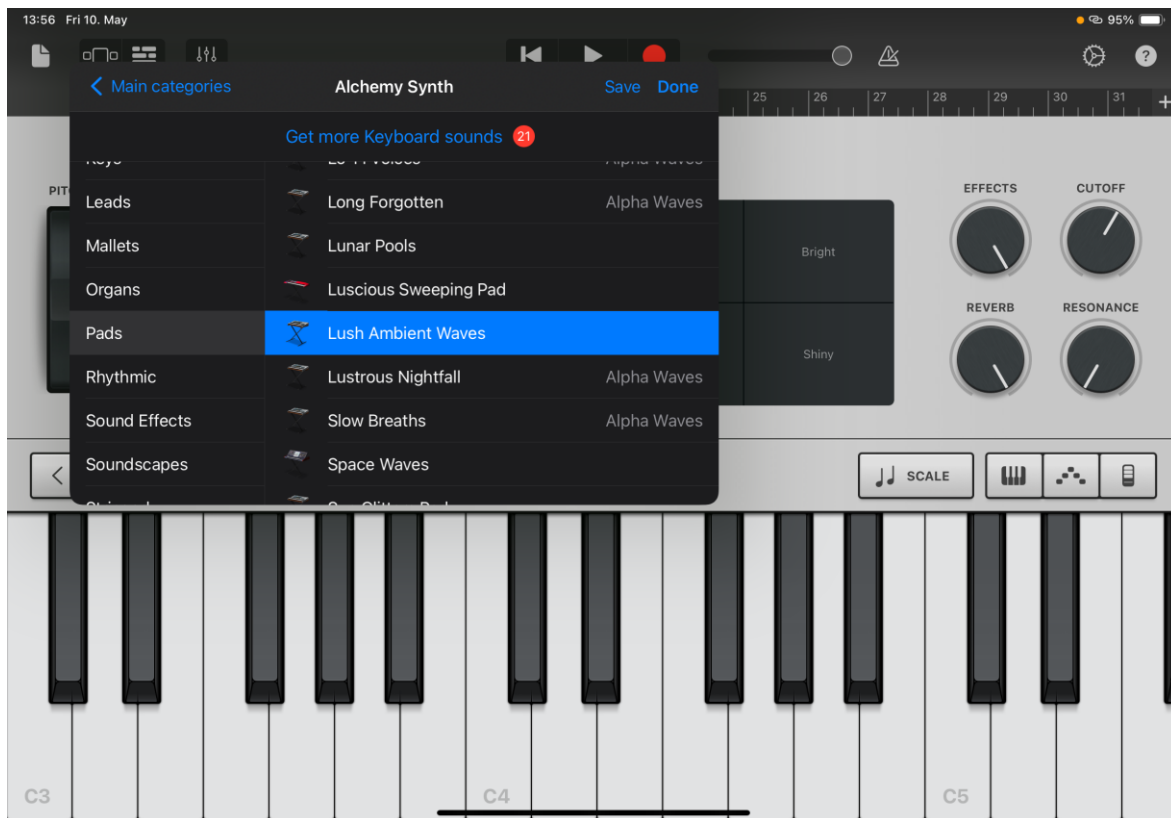 13:56 Fri 10. May
95%
?
Main categories
Alchemy Synth
Save Done
25 26 27 28 29 30 31 +
Get more Keyboard sounds 21
Alpha Waves
Leads
Long Forgotten Alpha Waves
Mallets
Lunar Pools
Organs
Luscious Sweeping Pad
Pads
Lush Ambient Waves
Rhythmic
Lustrous Nightfall Alpha Waves
Sound Effects
Slow Breaths Alpha Waves
Soundscapes
Space Waves
PIT
Bright
Shiny
EFFECTS CUTOFF
REVERB RESONANCE
SCALE
C3 C4 C5